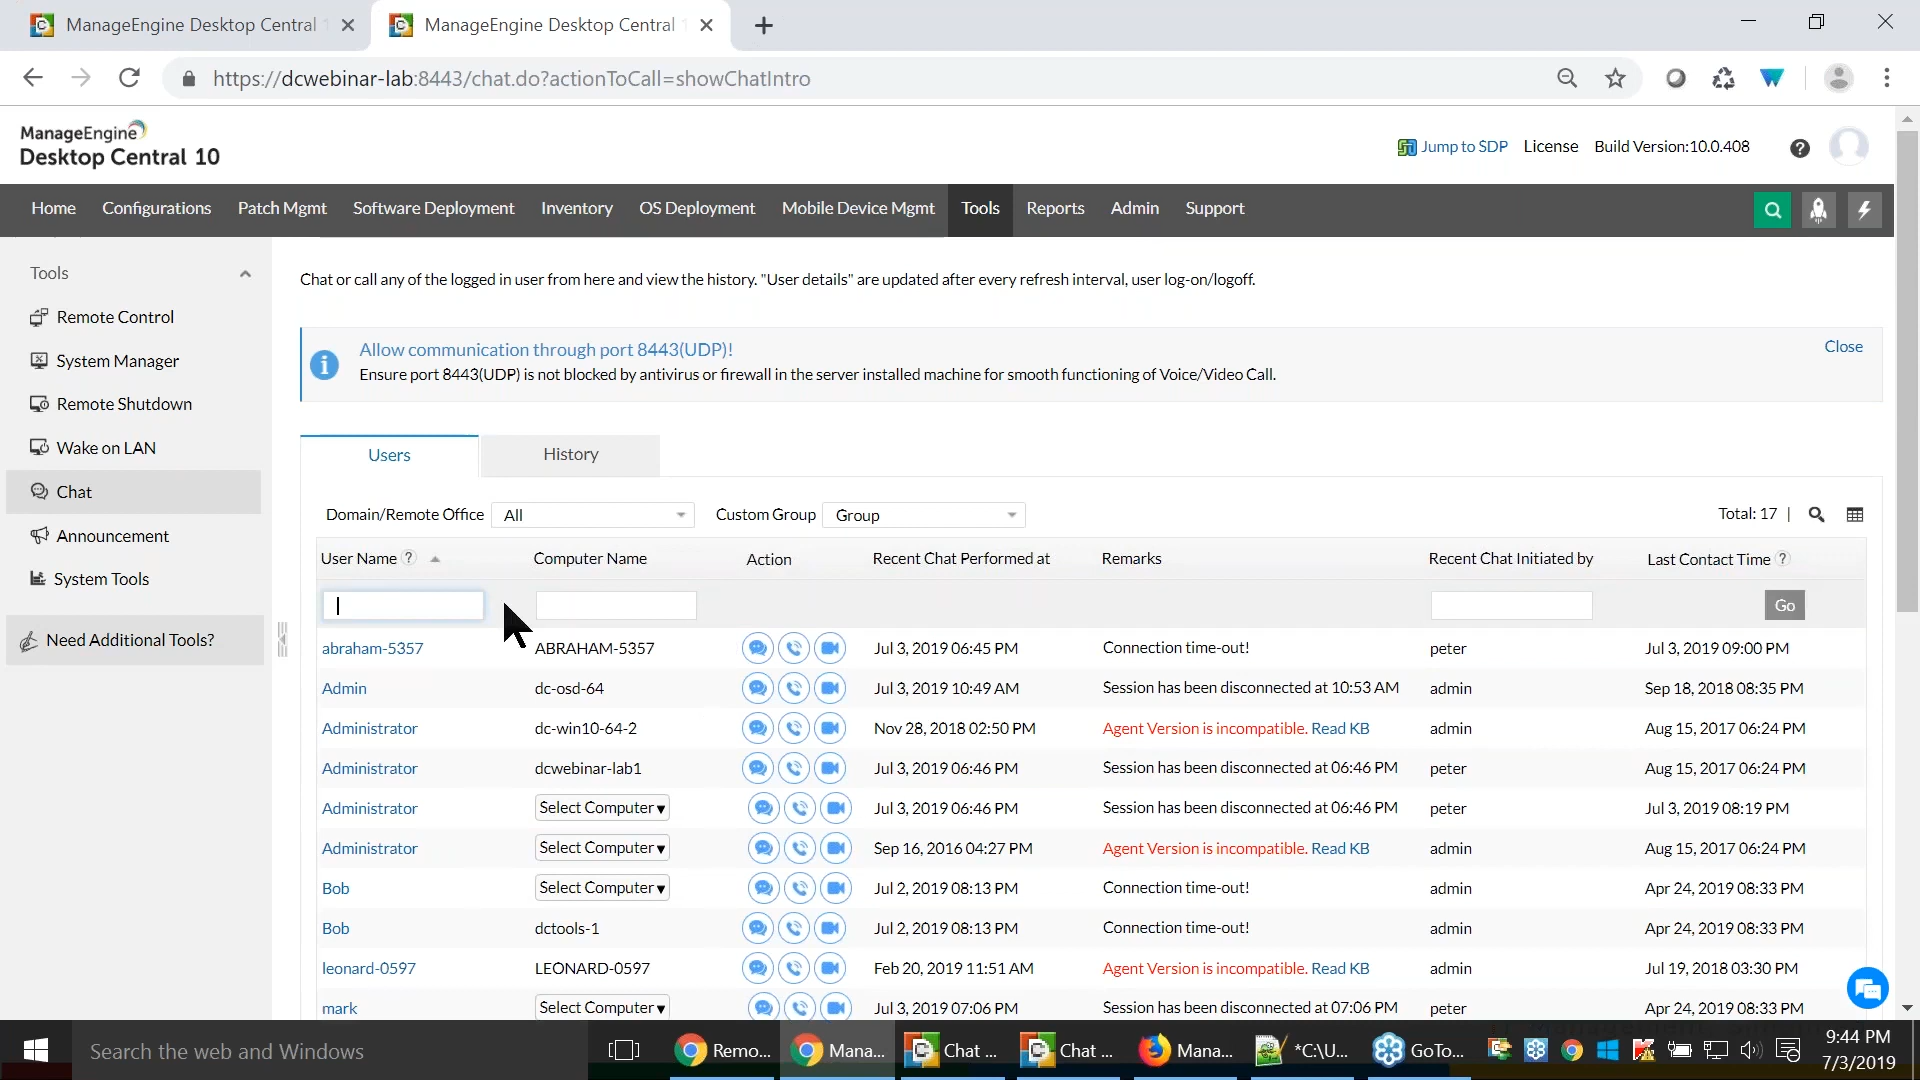 ManageEngine Desktop Central
ManageEngine Desktop Central
https://dcwebinar-lab:8443/chat.do?actionToCall=showChatIntro
ManageEngine
Desktop Central 10
Jump to SDP License Build Version:10.0.408
Home Configurations Patch Mgmt Software Deployment Inventory OS Deployment Mobile Device Mgmt Tools Reports Admin Support
Tools
Remote Control
System Manager
Remote Shutdown
Wake on LAN
Chat
Announcement
System Tools
Need Additional Tools?
Chat or call any of the logged in user from here and view the history. "User details" are updated after every refresh interval, user log-on/logoff.
Allow communication through port 8443(UDP)!
Close
Ensure port 8443(UDP) is not blocked by antivirus or firewall in the server installed machine for smooth functioning of Voice/Video Call.
Users History
Domain/Remote Office All Custom Group Group Total: 17 |
User Name ? Computer Name Action Recent Chat Performed at Remarks Recent Chat Initiated by Last Contact Time ?
Go
abraham-5357 ABRAHAM-5357 Jul 3, 2019 06:45 PM Connection time-out! peter Jul 3, 2019 09:00 PM
Admin dc-osd-64 Jul 3, 2019 10:49 AM Session has been disconnected at 10:53 AM admin Sep 18, 2018 08:35 PM
Administrator dc-win10-64-2 Nov 28, 2018 02:50 PM Agent Version is incompatible. Read KB admin Aug 15, 2017 06:24 PM
Administrator dcwebinar-lab1 Jul 3, 2019 06:46 PM Session has been disconnected at 06:46 PM peter Aug 15, 2017 06:24 PM
Administrator Select Computer Jul 3, 2019 06:46 PM Session has been disconnected at 06:46 PM peter Jul 3, 2019 08:19 PM
Administrator Select Computer Sep 16, 2016 04:27 PM Agent Version is incompatible. Read KB admin Aug 15, 2017 06:24 PM
Bob Select Computer Jul 2, 2019 08:13 PM Connection time-out! admin Apr 24, 2019 08:33 PM
Bob dctools-1 Jul 2, 2019 08:13 PM Connection time-out! admin Apr 24, 2019 08:33 PM
leonard-0597 LEONARD-0597 Feb 20, 2019 11:51 AM Agent Version is incompatible. Read KB admin Jul 19, 2018 03:30 PM
mark Select Computer Jul 3, 2019 07:06 PM Session has been disconnected at 07:06 PM peter Apr 24, 2019 08:33 PM
Search the web and Windows Remo... Mana... Chat ... Chat ... Mana... *C:\U... GoTo...
9:44 PM
7/3/2019